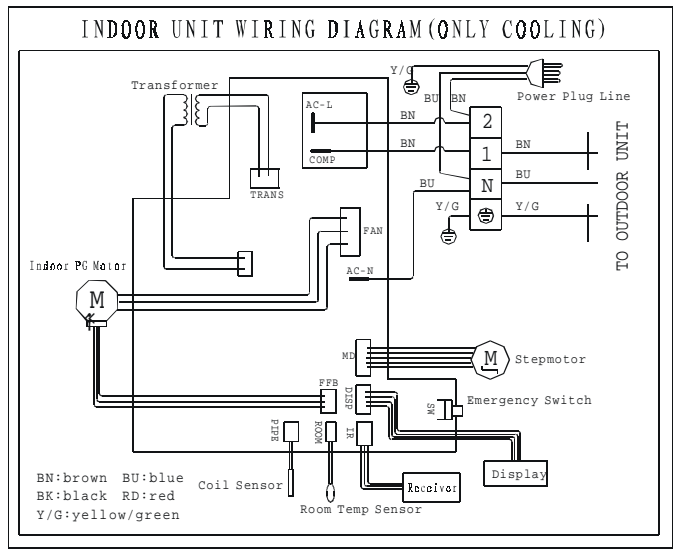 INDOOR UNIT WIRING DIAGRAM(ONLY COOLING)
Y/G
Transformer
Power Plug Line
BU
BN
AC-L
BN
2
COMP
BN
1
BN
TRANS
BU
N
BU
Y/G
Y/G
TO OUTDOOR UNIT
FAN
AC-N
Indoor PG Motor
M
MD
M
Stepmotor
FFB
DISP
SW
Emergency Switch
PIPE
ROOM
IR
Display
BN:brown BU:blue
BK:black RD:red
Y/G:yellow/green
Coil Sensor
Receiver
Room Temp Sensor